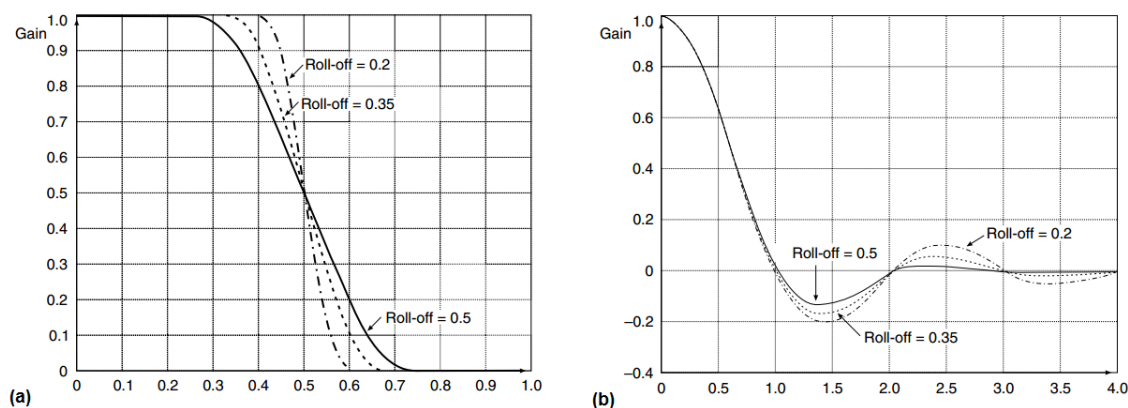 1.0
Gain
0.9
0.8
0.7
0.6
0.5
0.4
0.3
0.2
0.1
0
Roll-off = 0.2
Roll-off = 0.35
Roll-off = 0.5
0 0.1 0.2 0.3 0.4 0.5 0.6 0.7 0.8 0.9 1.0
(a)
1.0
Gain
0.8
0.6
0.4
0.2
0
−0.2
−0.4
Roll-off = 0.2
Roll-off = 0.5
Roll-off = 0.35
0 0.5 1.0 1.5 2.0 2.5 3.0 3.5 4.0
(b)